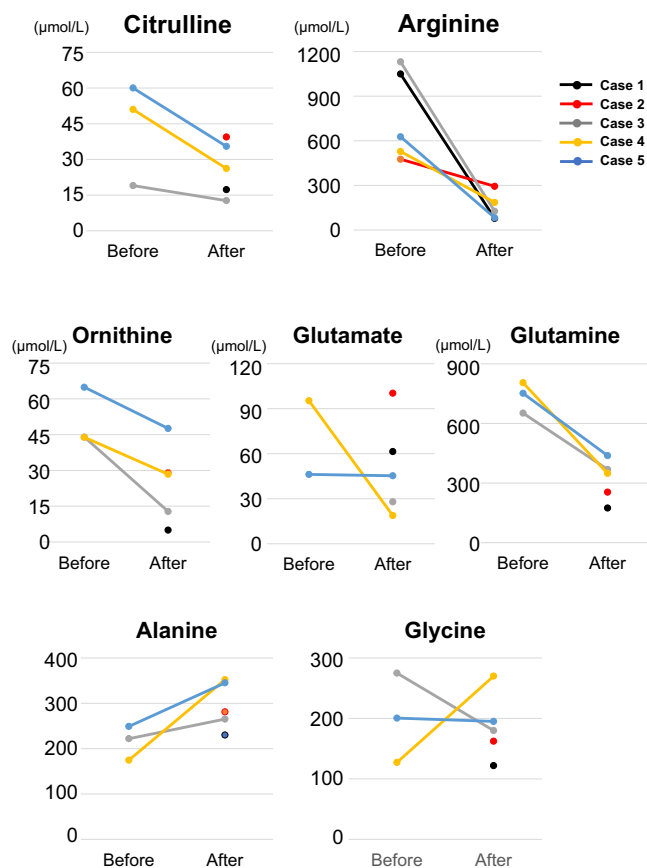 Citrulline
(μmol/L)
75
60
45
30
15
0
Before After
Arginine
(μmol/L)
1200
900
600
300
0
Before After
Case 1
Case 2
Case 3
Case 4
Case 5
Ornithine
(μmol/L)
75
60
45
30
15
0
Before After
Glutamate
(μmol/L)
120
90
60
30
0
Before After
Glutamine
(μmol/L)
900
600
300
0
Before After
Alanine
400
300
200
100
0
Before After
Glycine
300
200
100
0
Before After